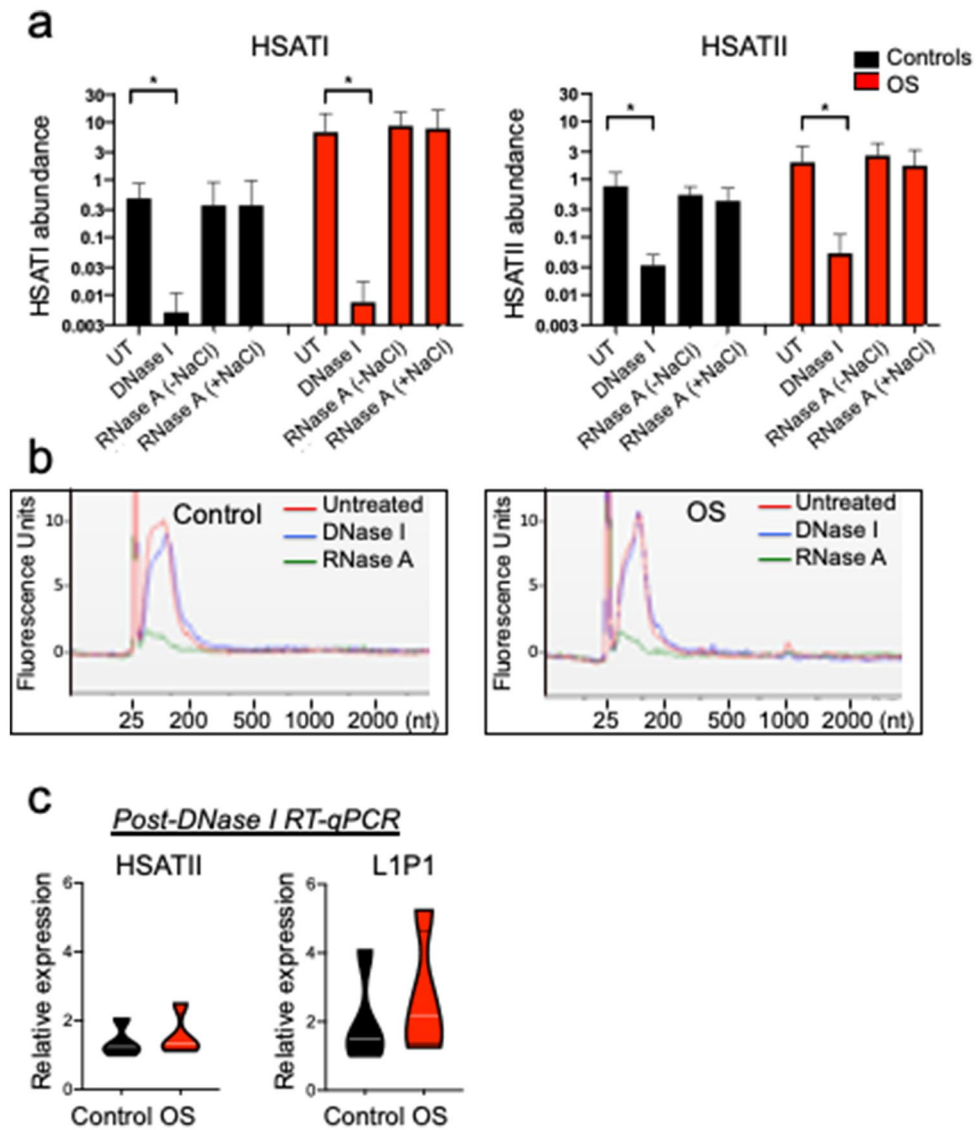 a
HSATI
HSATII
Controls
OS
*
*
*
*
HSATI abundance
30
10
3
1
0.3
0.1
0.03
0.01
0.003
UT
DNase I
RNase A (-NaCl)
RNase A (+NaCl)
UT
DNase I
RNase A (-NaCl)
RNase A (+NaCl)
HSATII abundance
30
10
3
1
0.3
0.1
0.03
0.01
0.003
UT
DNase I
RNase A (-NaCl)
RNase A (+NaCl)
UT
DNase I
RNase A (-NaCl)
RNase A (+NaCl)
b
Fluorescence Units
10
5
0
Control
Untreated
DNase I
RNase A
25 200 500 1000 2000 (nt)
Fluorescence Units
10
5
0
OS
Untreated
DNase I
RNase A
25 200 500 1000 2000 (nt)
c
Post-DNase I RT-qPCR
HSATII
Relative expression
6
4
2
0
Control OS
L1P1
Relative expression
6
4
2
0
Control OS